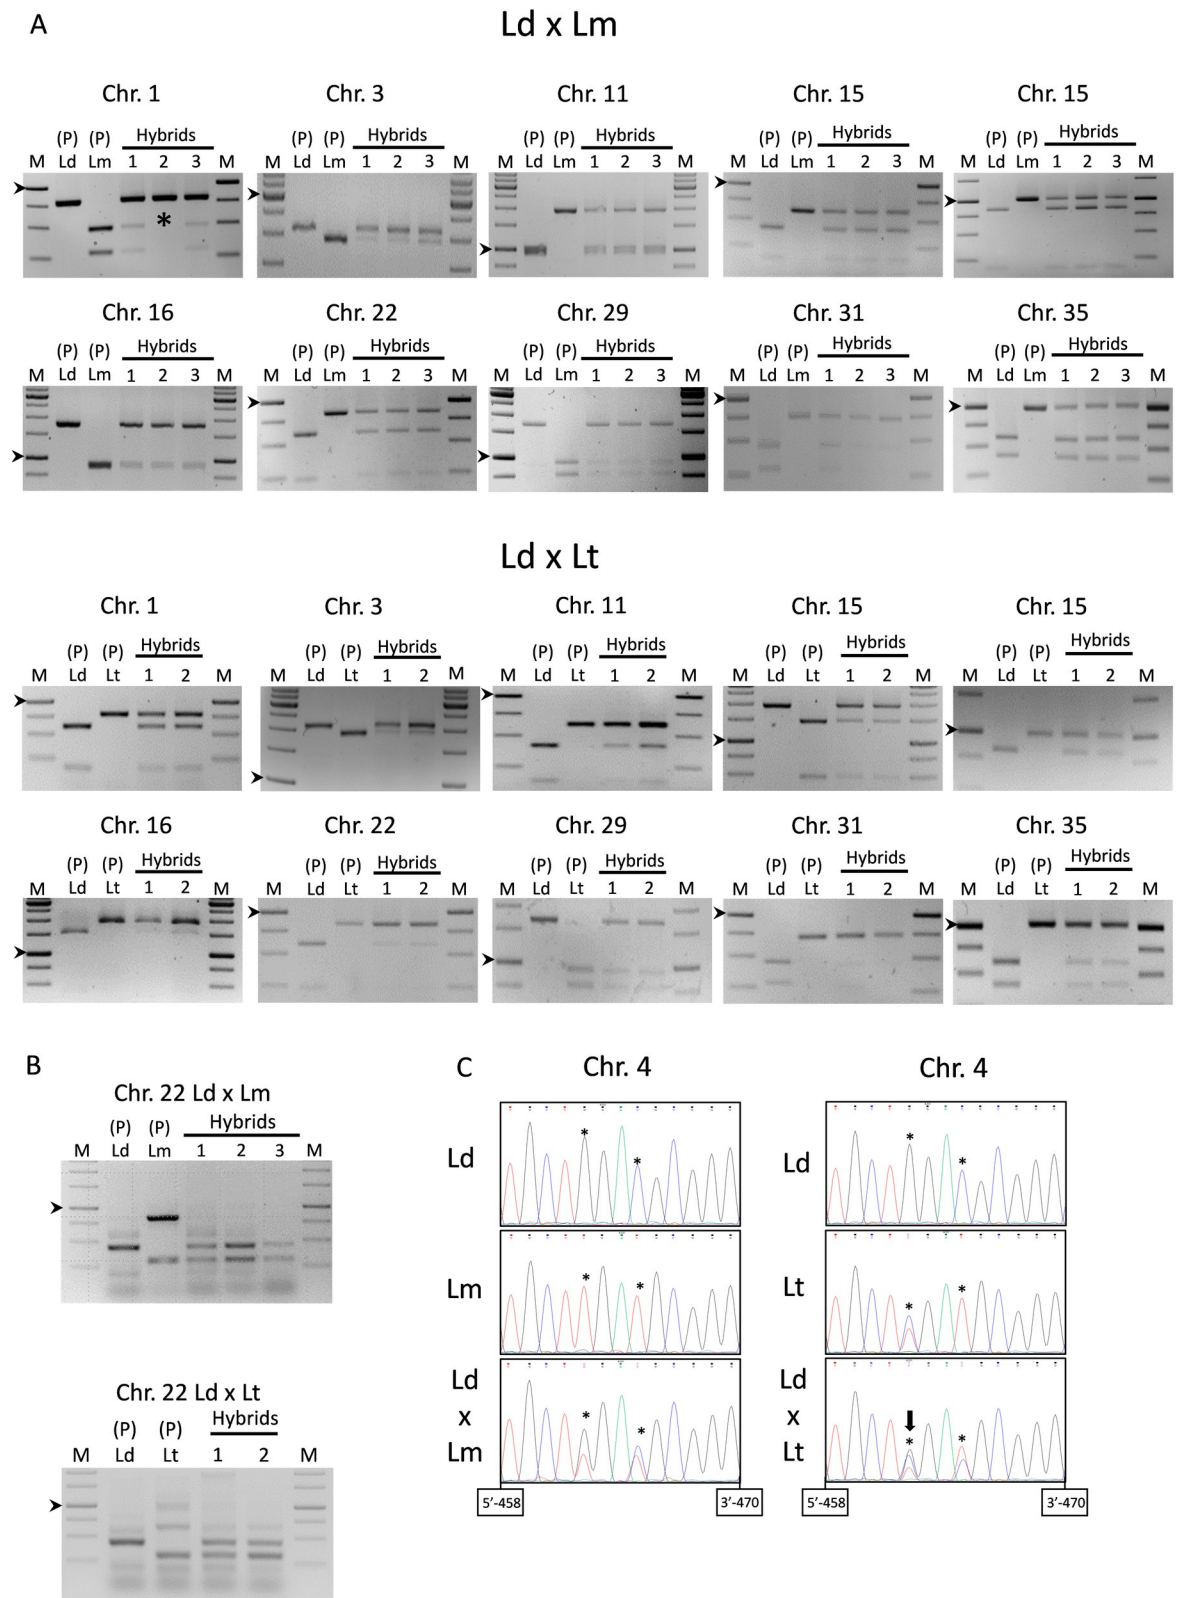 A
Ld x Lm
Chr. 1 Chr. 3 Chr. 11 Chr. 15 Chr. 15
(P) (P) Hybrids (P) (P) Hybrids (P) (P) Hybrids (P) (P) Hybrids (P) (P) Hybrids
M Ld Lm 1 2 3 M M Ld Lm 1 2 3 M M Ld Lm 1 2 3 M M Ld Lm 1 2 3 M M Ld Lm 1 2 3 M
*
Chr. 16 Chr. 22 Chr. 29 Chr. 31 Chr. 35
(P) (P) Hybrids (P) (P) Hybrids (P) (P) Hybrids (P) (P) Hybrids (P) (P) Hybrids
M Ld Lm 1 2 3 M M Ld Lm 1 2 3 M M Ld Lm 1 2 3 M M Ld Lm 1 2 3 M M Ld Lm 1 2 3 M
Ld x Lt
Chr. 1 Chr. 3 Chr. 11 Chr. 15 Chr. 15
(P) (P) Hybrids (P) (P) Hybrids (P) (P) Hybrids (P) (P) Hybrids (P) (P) Hybrids
M Ld Lt 1 2 M M Ld Lt 1 2 M M Ld Lt 1 2 M M Ld Lt 1 2 M M Ld Lt 1 2 M
Chr. 16 Chr. 22 Chr. 29 Chr. 31 Chr. 35
(P) (P) Hybrids (P) (P) Hybrids (P) (P) Hybrids (P) (P) Hybrids (P) (P) Hybrids
M Ld Lt 1 2 M M Ld Lt 1 2 M M Ld Lt 1 2 M M Ld Lt 1 2 M M Ld Lt 1 2 M
B
Chr. 22 Ld x Lm
(P) (P) Hybrids
M Ld Lm 1 2 3 M
Chr. 22 Ld x Lt
(P) (P) Hybrids
M Ld Lt 1 2 M
C
Chr. 4 Chr. 4
Ld * * Ld * *
Lm * * Lt * *
Ld Ld
x x
Lm * * Lt * *
5'-458 3'-470 5'-458 3'-470